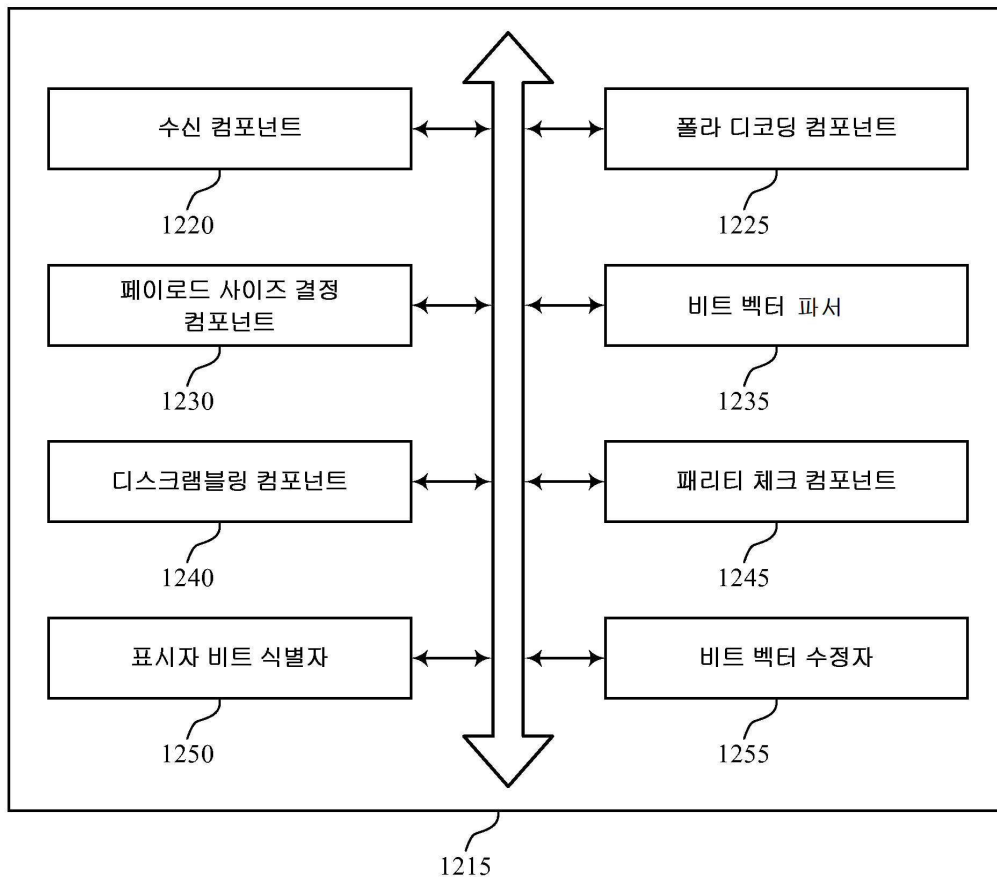 수신 컴포넌트
폴라 디코딩 컴포넌트
1220
1225
페이로드 사이즈 결정
컴포넌트
비트 벡터 파서
1230
1235
디스크램블링 컴포넌트
패리티 체크 컴포넌트
1240
1245
표시자 비트 식별자
비트 벡터 수정자
1250
1255
1215